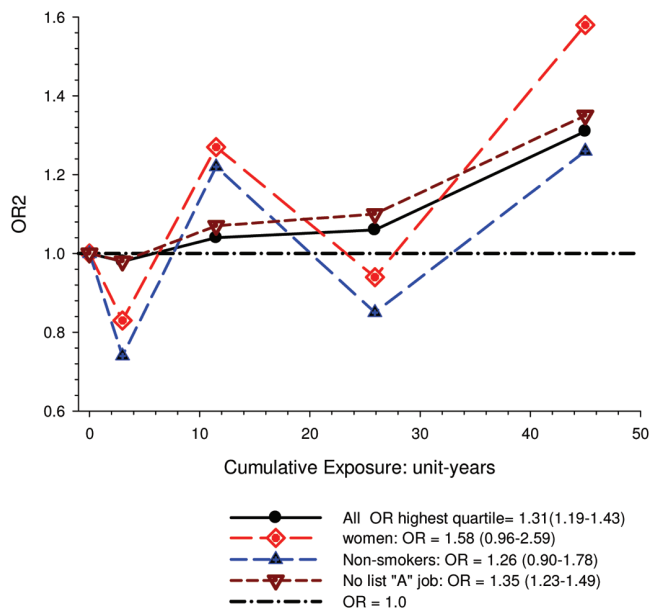 1.6
1.4
1.2
1.0
0.8
0.6
OR2
0 10 20 30 40 50
Cumulative Exposure: unit-years
All OR highest quartile= 1.31(1.19-1.43)
women: OR = 1.58 (0.96-2.59)
Non-smokers: OR = 1.26 (0.90-1.78)
No list "A" job: OR = 1.35 (1.23-1.49)
OR = 1.0